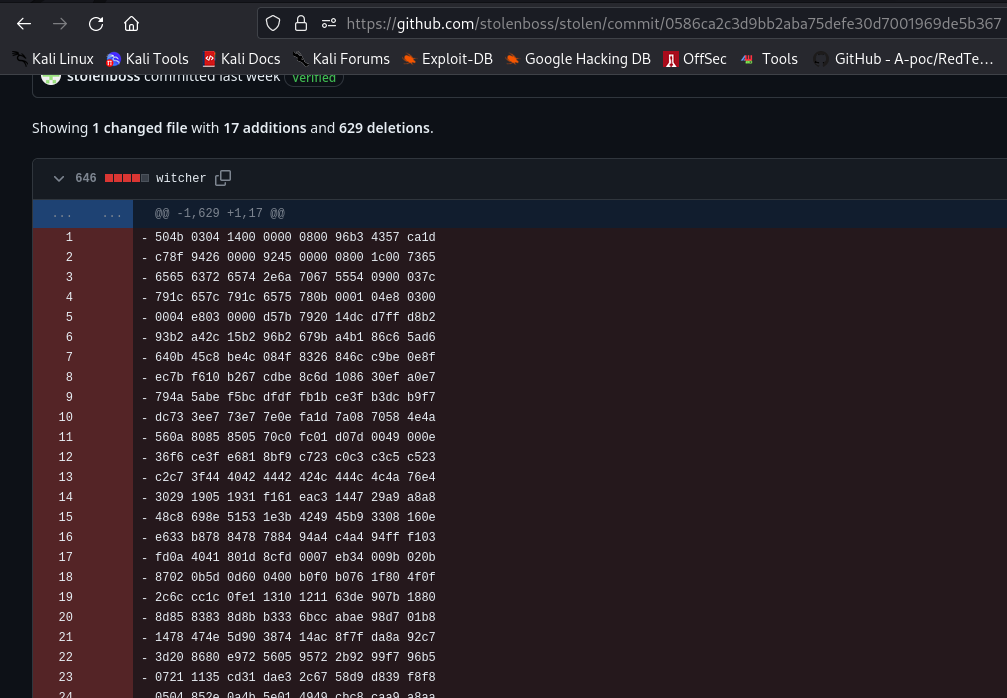 https://github.com/stolenboss/stolen/commit/0586ca2c3d9bb2aba75defe30d7001969de5b367
Kali Linux Kali Tools Kali Docs Kali Forums Exploit-DB Google Hacking DB OffSec Tools GitHub - A-poc/RedTe…
stolenboss committed last week Verified
Showing 1 changed file with 17 additions and 629 deletions.
646 witcher
... ... @@ -1,629 +1,17 @@
1 - 504b 0304 1400 0000 0800 96b3 4357 ca1d
2 - c78f 9426 0000 9245 0000 0800 1c00 7365
3 - 6565 6372 6574 2e6a 7067 5554 0900 037c
4 - 791c 657c 791c 6575 780b 0001 04e8 0300
5 - 0004 e803 0000 d57b 7920 14dc d7ff d8b2
6 - 93b2 a42c 15b2 96b2 679b a4b1 86c6 5ad6
7 - 640b 45c8 be4c 084f 8326 846c c9be 0e8f
8 - ec7b f610 b267 cdbe 8c6d 1086 30ef a0e7
9 - 794a 5abe f5bc dfdf fb1b ce3f b3dc b9f7
10 - dc73 3ee7 73e7 7e0e fa1d 7a08 7058 4e4a
11 - 560a 8085 8505 70c0 fc01 d07d 0049 000e
12 - 36f6 ce3f e681 8bf9 c723 c0c3 c3c5 c523
13 - c2c7 3f44 4042 4442 424c 444c 4c4a 76e4
14 - 3029 1905 1931 f161 eac3 1447 29a9 a8a8
15 - 48c8 698e 5153 1e3b 4249 45b9 3308 160e
16 - e633 b878 8478 7884 94a4 c4a4 94ff f103
17 - fd0a 4041 801d 8cfd 0007 eb34 009b 020b
18 - 8702 0b5d 0d60 0400 b0f0 b076 1f80 4f0f
19 - 2c6c cc1c 0fe1 1310 1211 63de 907b 1880
20 - 8d85 8383 8d8b b333 6bcc abae 98d7 01b8
21 - 1478 474e 5d90 3874 14ac 8f7f da8a 92c7
22 - 3d20 8680 e972 5605 9572 2b92 99f7 96b5
23 - 0721 1135 cd31 dae3 2c67 58d9 d839 f8f8
24 - 0504 852e 0a4b 5e01 4949 cbc8 caa9 a8aa